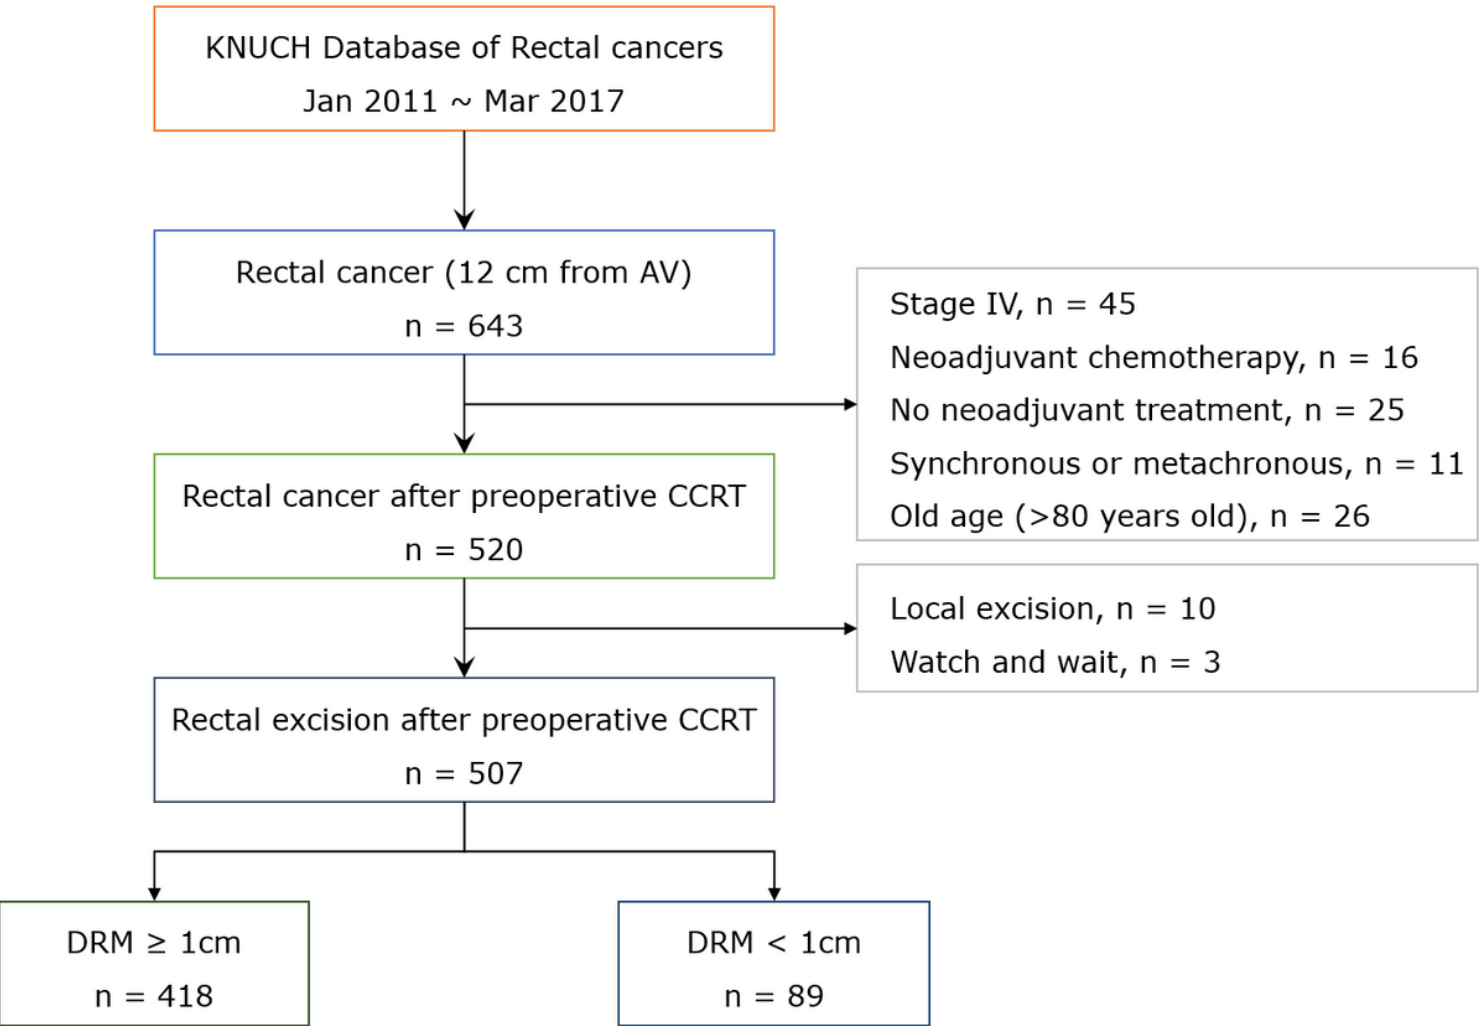 KNUCH Database of Rectal cancers
Jan 2011 ~ Mar 2017
Rectal cancer (12 cm from AV)
n = 643
Stage IV, n = 45
Neoadjuvant chemotherapy, n = 16
No neoadjuvant treatment, n = 25
Synchronous or metachronous, n = 11
Old age (>80 years old), n = 26
Rectal cancer after preoperative CCRT
n = 520
Local excision, n = 10
Watch and wait, n = 3
Rectal excision after preoperative CCRT
n = 507
DRM ≥ 1cm
n = 418
DRM < 1cm
n = 89